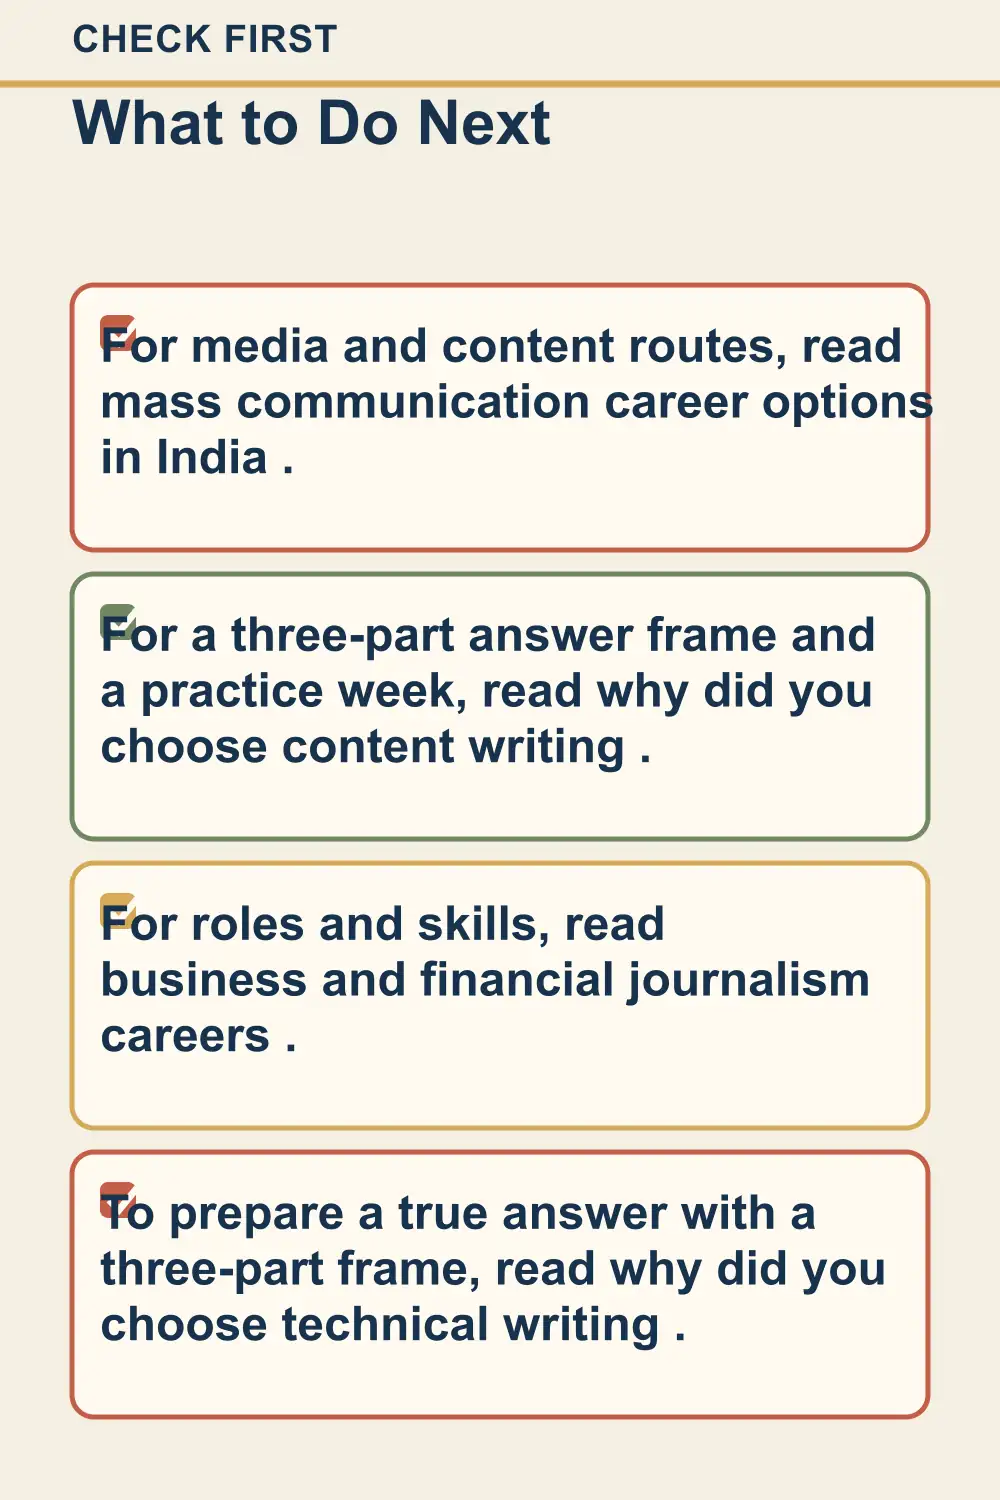 CHECK FIRST
What to Do Next
For media and content routes, read
mass communication career options
in India .
For a three-part answer frame and
a practice week, read why did you
choose content writing .
For roles and skills, read
business and financial journalism
careers .
To prepare a true answer with a
three-part frame, read why did you
choose technical writing .